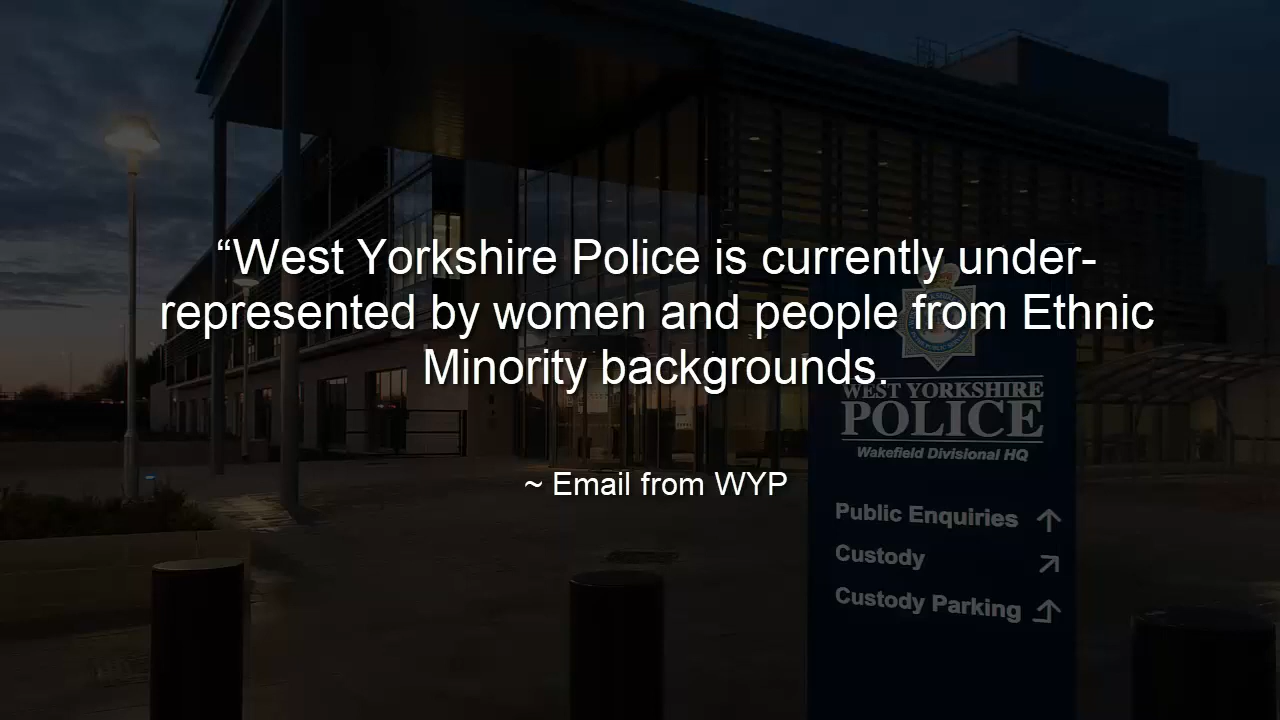 “West Yorkshire Police is currently under-
represented by women and people from Ethnic
Minority backgrounds.
~ Email from WYP
WEST YORKSHIRE
POLICE
Wakefield Divisional HQ
Public Enquiries
Custody
Custody Parking